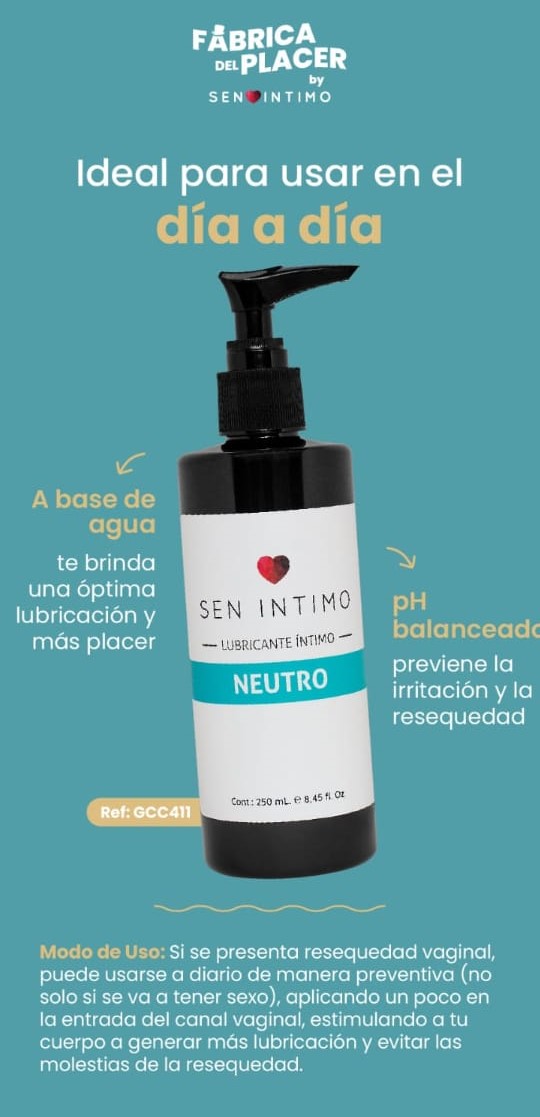 FÁBRICA
DEL PLACER
by
SEN INTIMO
Ideal para usar en el
día a día
A base de
agua
te brinda
una óptima
lubricación y
más placer
SEN INTIMO
LUBRICANTE ÍNTIMO
NEUTRO
Cont: 250 mL. e 8,45 fl. Oz
pH
balanceado
previene la
irritación y la
resequedad
Ref: GCC411
Modo de Uso: Si se presenta resequedad vaginal,
puede usarse a diario de manera preventiva (no
solo si se va a tener sexo), aplicando un poco en
la entrada del canal vaginal, estimulando a tu
cuerpo a generar más lubricación y evitar las
molestias de la resequedad.